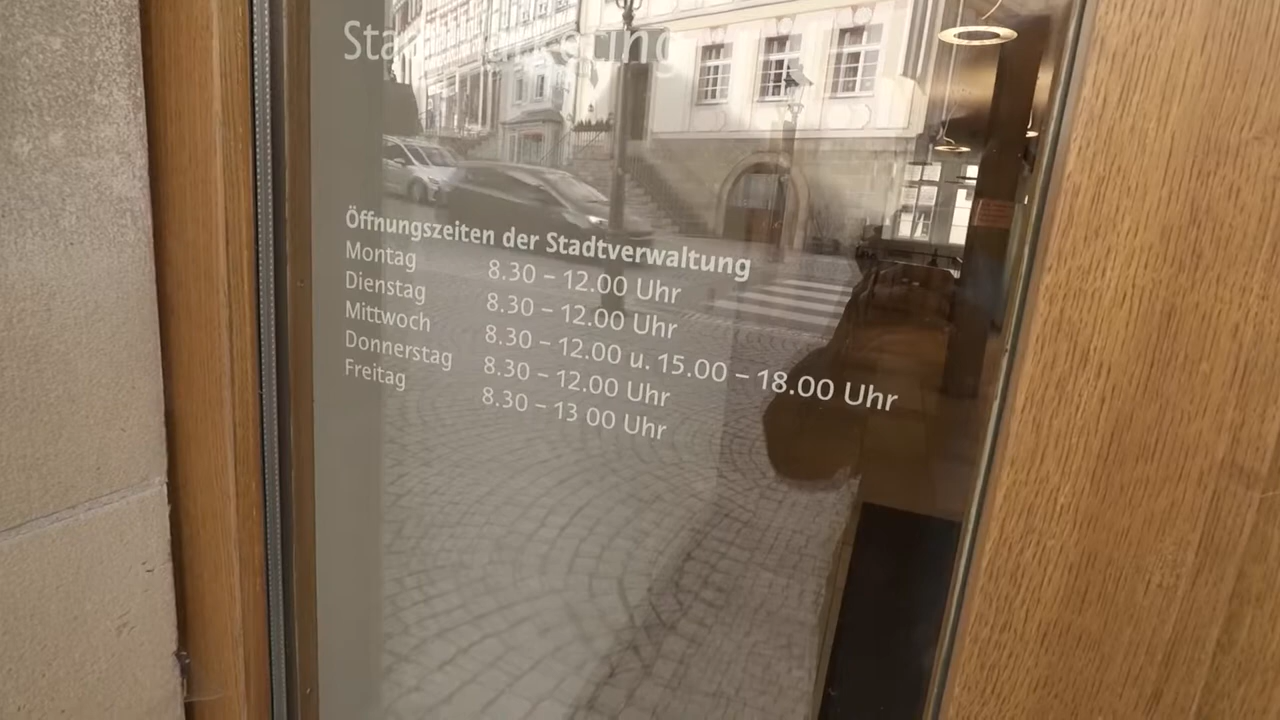 Stadtmarketing
Öffnungszeiten der Stadtverwaltung
Montag 8.30 – 12.00 Uhr
Dienstag 8.30 – 12.00 Uhr
Mittwoch 8.30 – 12.00 u. 15.00 – 18.00 Uhr
Donnerstag 8.30 – 12.00 Uhr
Freitag 8.30 – 13 00 Uhr